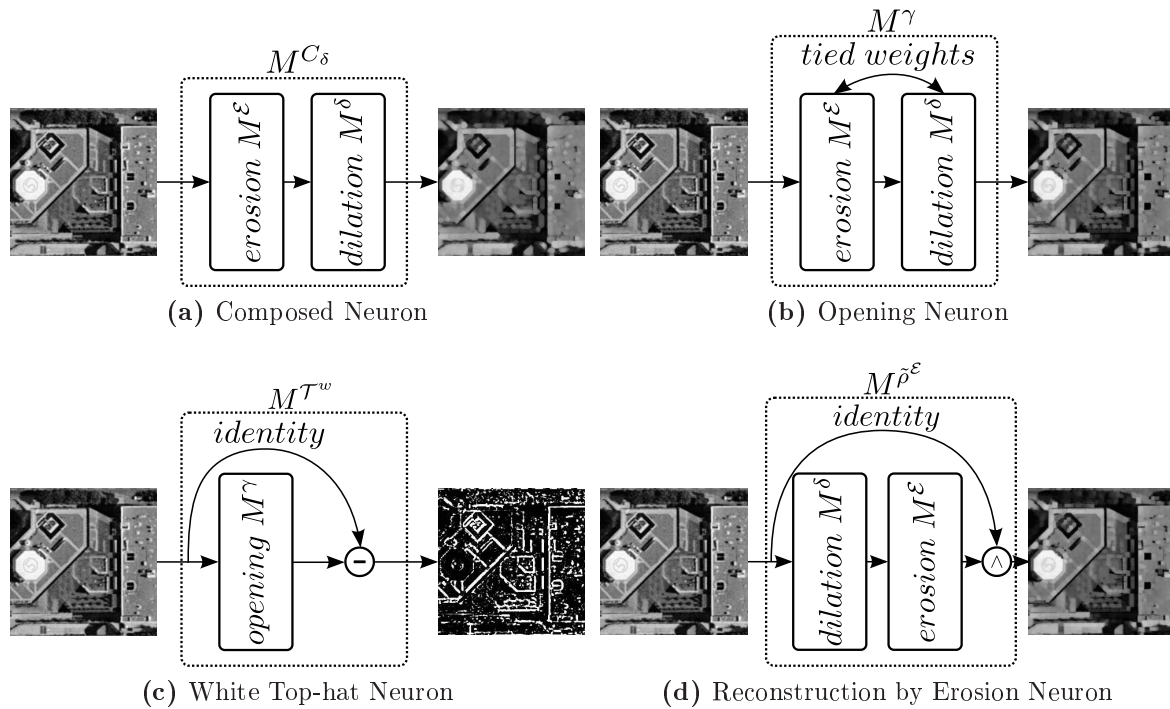 M^{C_δ}
erosion M^ℰ
dilation M^δ
(a) Composed Neuron
M^γ
tied weights
erosion M^ℰ
dilation M^δ
(b) Opening Neuron
M^{𝒯^w}
identity
opening M^γ
−
(c) White Top-hat Neuron
M^{ρ̃^ℰ}
identity
dilation M^δ
erosion M^ℰ
∧
(d) Reconstruction by Erosion Neuron